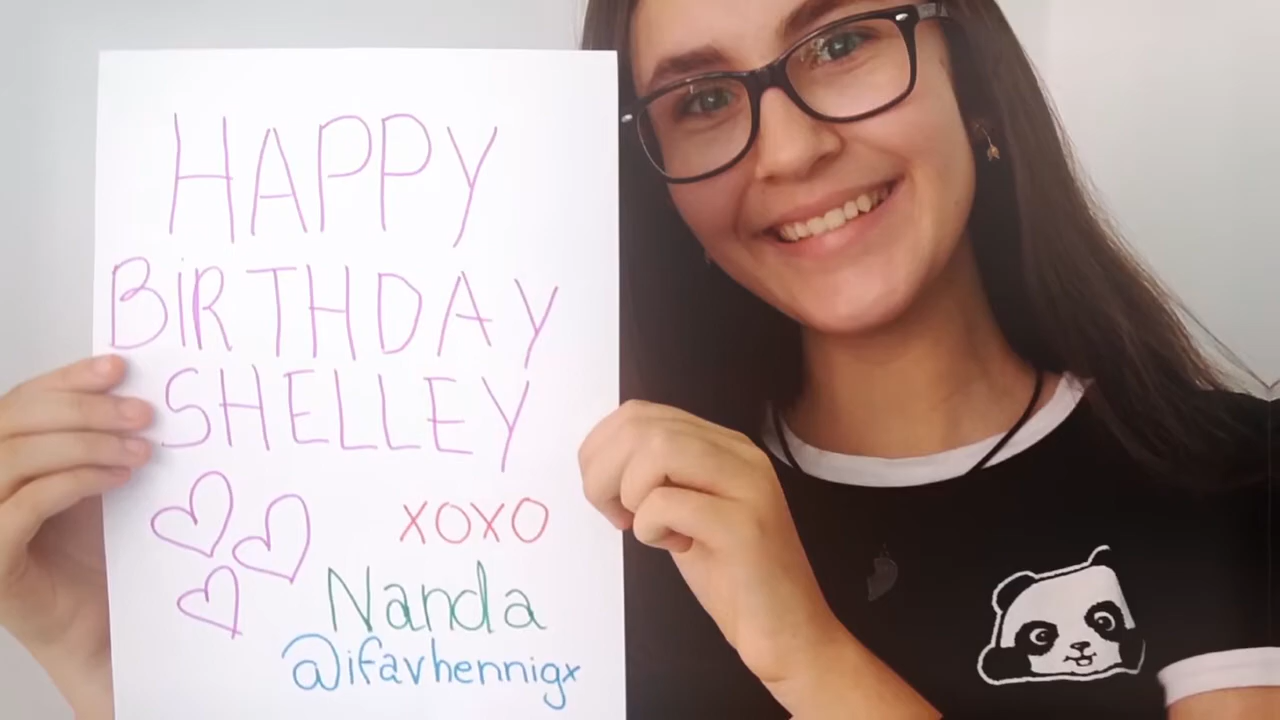 HAPPY
BiRTHDAY
SHELLEY
XOXO
Nanda
@ifavhennigx